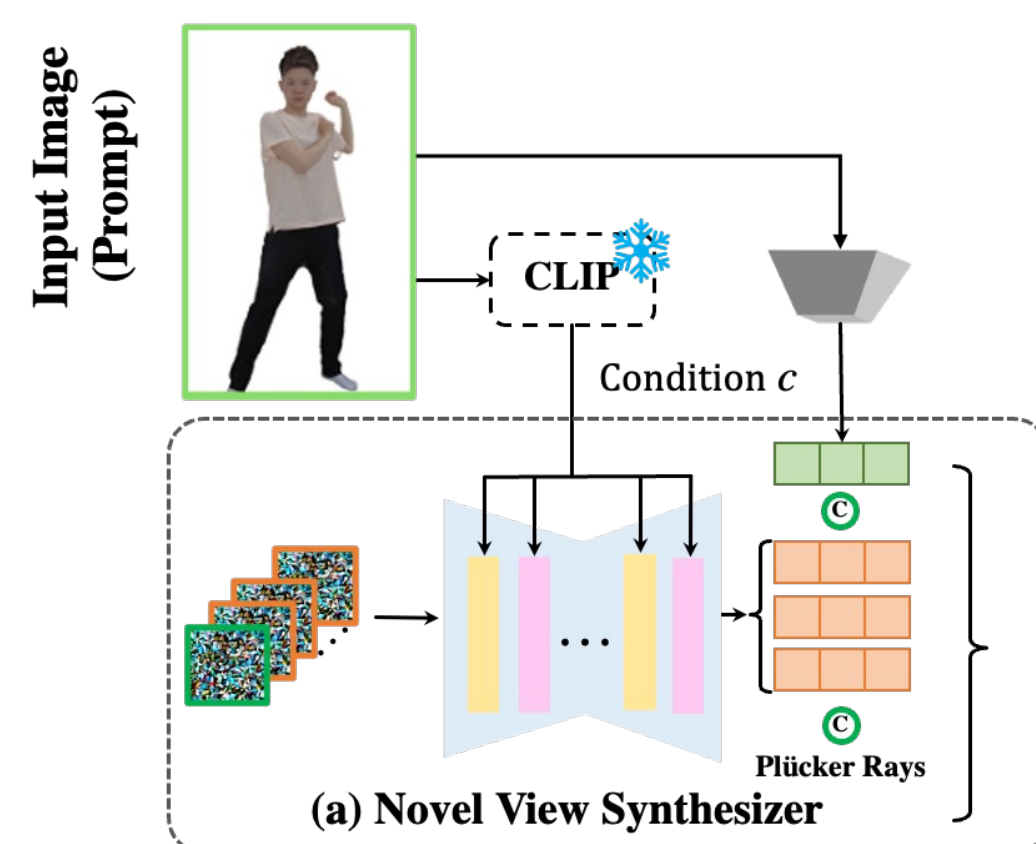 Input Image
(Prompt)
CLIP
Condition c
C
C
Plücker Rays
(a) Novel View Synthesizer